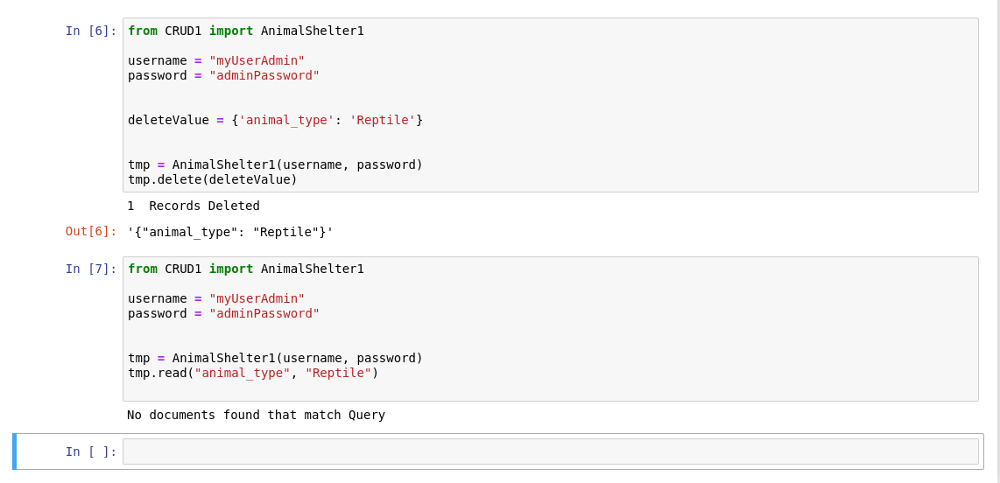 In [6]: from CRUD1 import AnimalShelter1
username = "myUserAdmin"
password = "adminPassword"
deleteValue = {'animal_type': 'Reptile'}
tmp = AnimalShelter1(username, password)
tmp.delete(deleteValue)
1  Records Deleted
Out[6]: '{"animal_type": "Reptile"}'
In [7]: from CRUD1 import AnimalShelter1
username = "myUserAdmin"
password = "adminPassword"
tmp = AnimalShelter1(username, password)
tmp.read("animal_type", "Reptile")
No documents found that match Query
In [ ]: